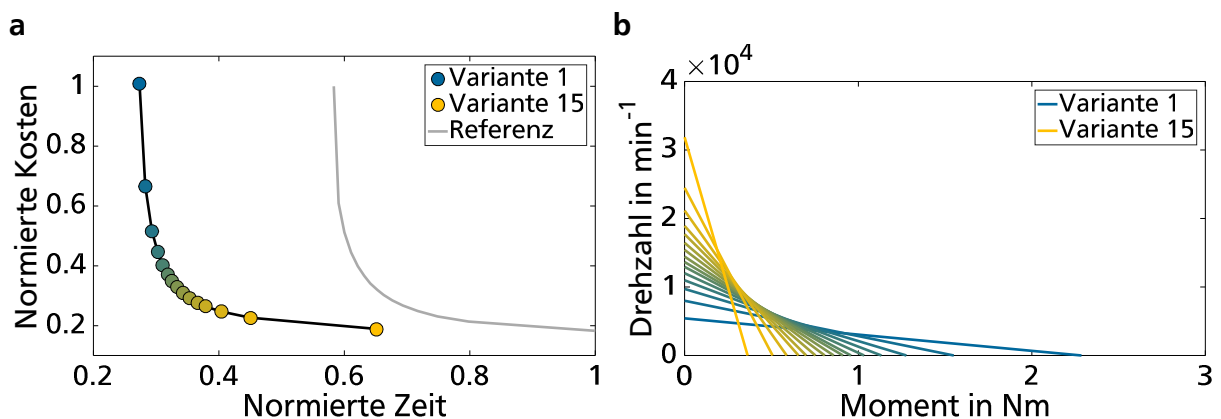 a
Normierte Kosten
1
0.8
0.6
0.4
0.2
0.2
0.4
0.6
0.8
1
Normierte Zeit
Variante 1
Variante 15
Referenz
b
Drehzahl in min⁻¹
×10⁴
4
3
2
1
0
0
1
2
3
Moment in Nm
Variante 1
Variante 15